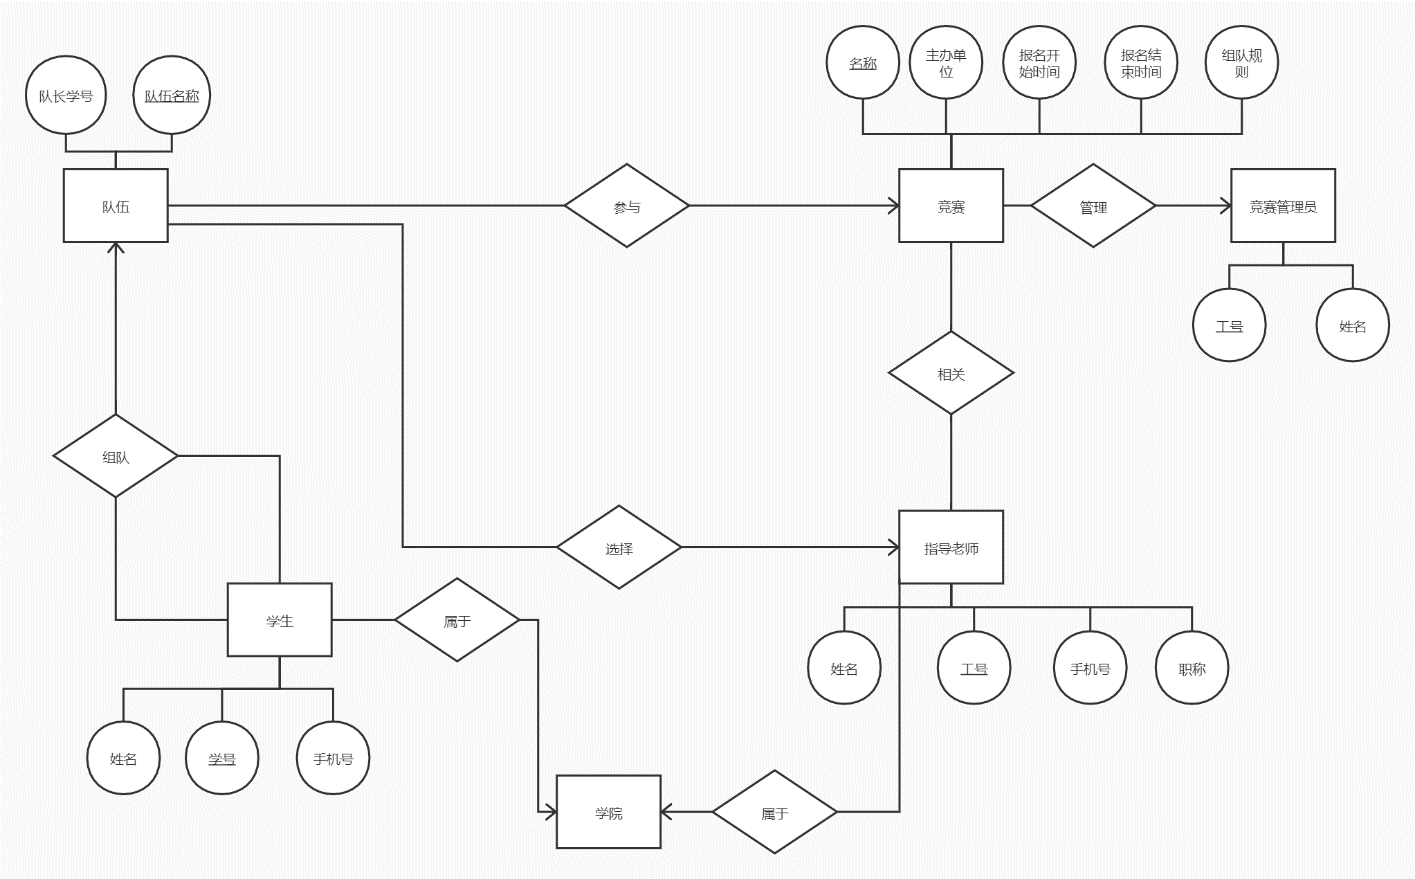 名称
主办单
位
报名开
始时间
报名结
束时间
组队规
则
队长学号
队伍名称
队伍
参与
竞赛
管理
竞赛管理员
工号
姓名
相关
组队
选择
指导老师
学生
属于
姓名
工号
手机号
职称
姓名
学号
手机号
学院
属于